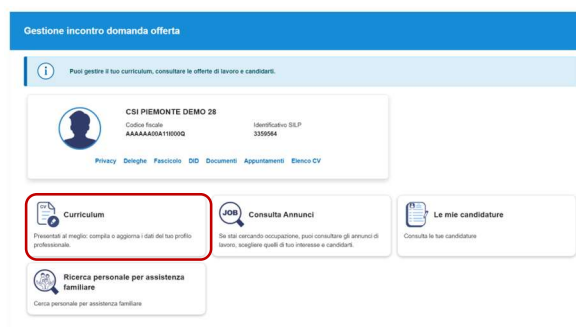 Gestione incontro domanda offerta
Puoi gestire il tuo curriculum, consultare le offerte di lavoro e candidarti.
CSI PIEMONTE DEMO 28
Codice fiscale Identificativo SILP
AAAAAA00A11I000Q 3359564
Privacy Deleghe Fascicolo DID Documenti Appuntamenti Elenco CV
CV
Curriculum
Presentati al meglio: compila o aggiorna i dati del tuo profilo
professionale.
JOB
Consulta Annunci
Se stai cercando occupazione, puoi consultare gli annunci di
lavoro, scegliere quelli di tuo interesse e candidarti.
Le mie candidature
Consulta le tue candidature
Ricerca personale per assistenza
familiare
Cerca personale per assistenza familiare